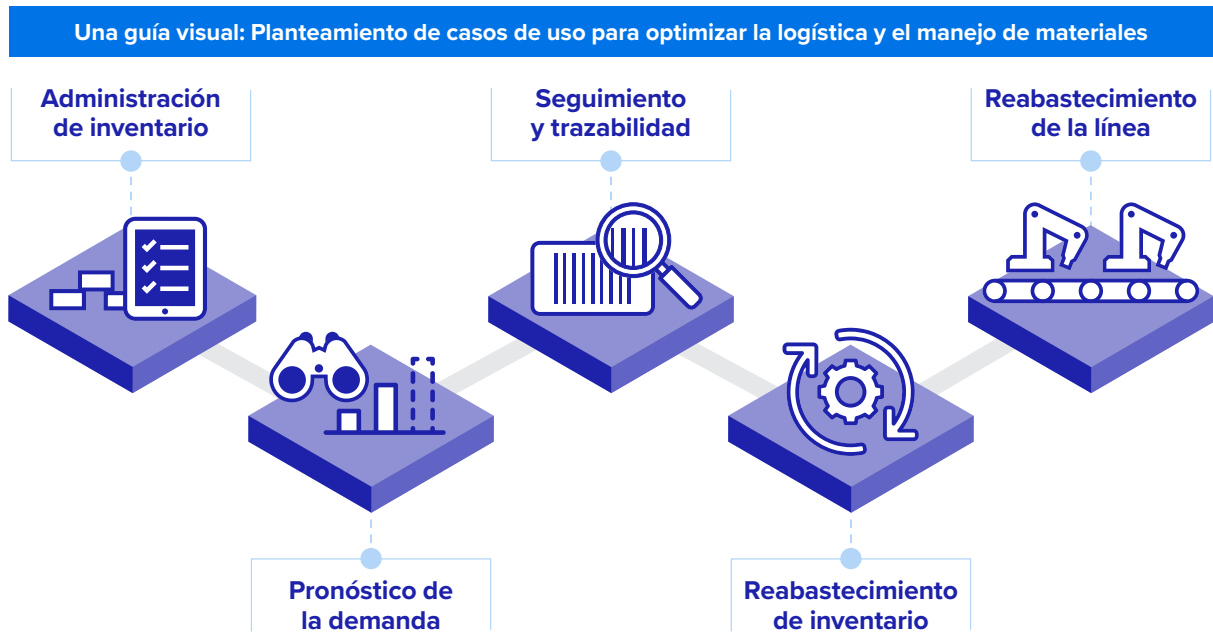 Una guía visual: Planteamiento de casos de uso para optimizar la logística y el manejo de materiales
Administración
de inventario
Seguimiento
y trazabilidad
Reabastecimiento
de la línea
Pronóstico de
la demanda
Reabastecimiento
de inventario